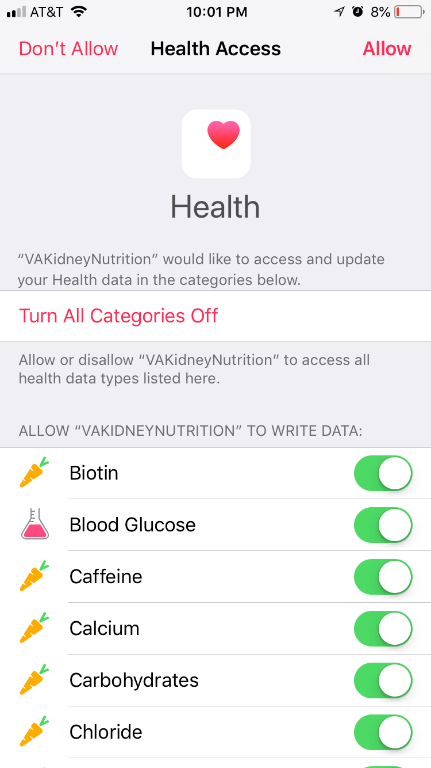 AT&T 10:01 PM 8%
Don't Allow Health Access Allow
Health
“VAKidneyNutrition” would like to access and update
your Health data in the categories below.
Turn All Categories Off
Allow or disallow “VAKidneyNutrition” to access all
health data types listed here.
ALLOW “VAKIDNEYNUTRITION” TO WRITE DATA:
Biotin
Blood Glucose
Caffeine
Calcium
Carbohydrates
Chloride